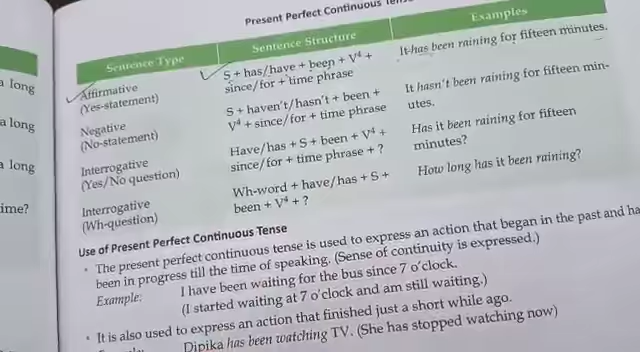 Present Perfect Continuous
Sentence Type
Sentence Structure
Examples
Affirmative
(Yes-statement)
S + has/have + been + V⁴ +
since/for + time phrase
It has been raining for fifteen minutes.
Negative
(No-statement)
S + haven't/hasn't + been +
V⁴ + since/for + time phrase
It hasn't been raining for fifteen min-
utes.
Interrogative
(Yes/No question)
Have/has + S + been + V⁴ +
since/for + time phrase + ?
Has it been raining for fifteen
minutes?
Interrogative
(Wh-question)
Wh-word + have/has + S +
been + V⁴ + ?
How long has it been raining?
a long
a long
a long
ime?
Use of Present Perfect Continuous Tense
• The present perfect continuous tense is used to express an action that began in the past and ha
been in progress till the time of speaking. (Sense of continuity is expressed.)
Example: I have been waiting for the bus since 7 o'clock.
(I started waiting at 7 o'clock and am still waiting.)
• It is also used to express an action that finished just a short while ago.
Dipika has been watching TV. (She has stopped watching now)